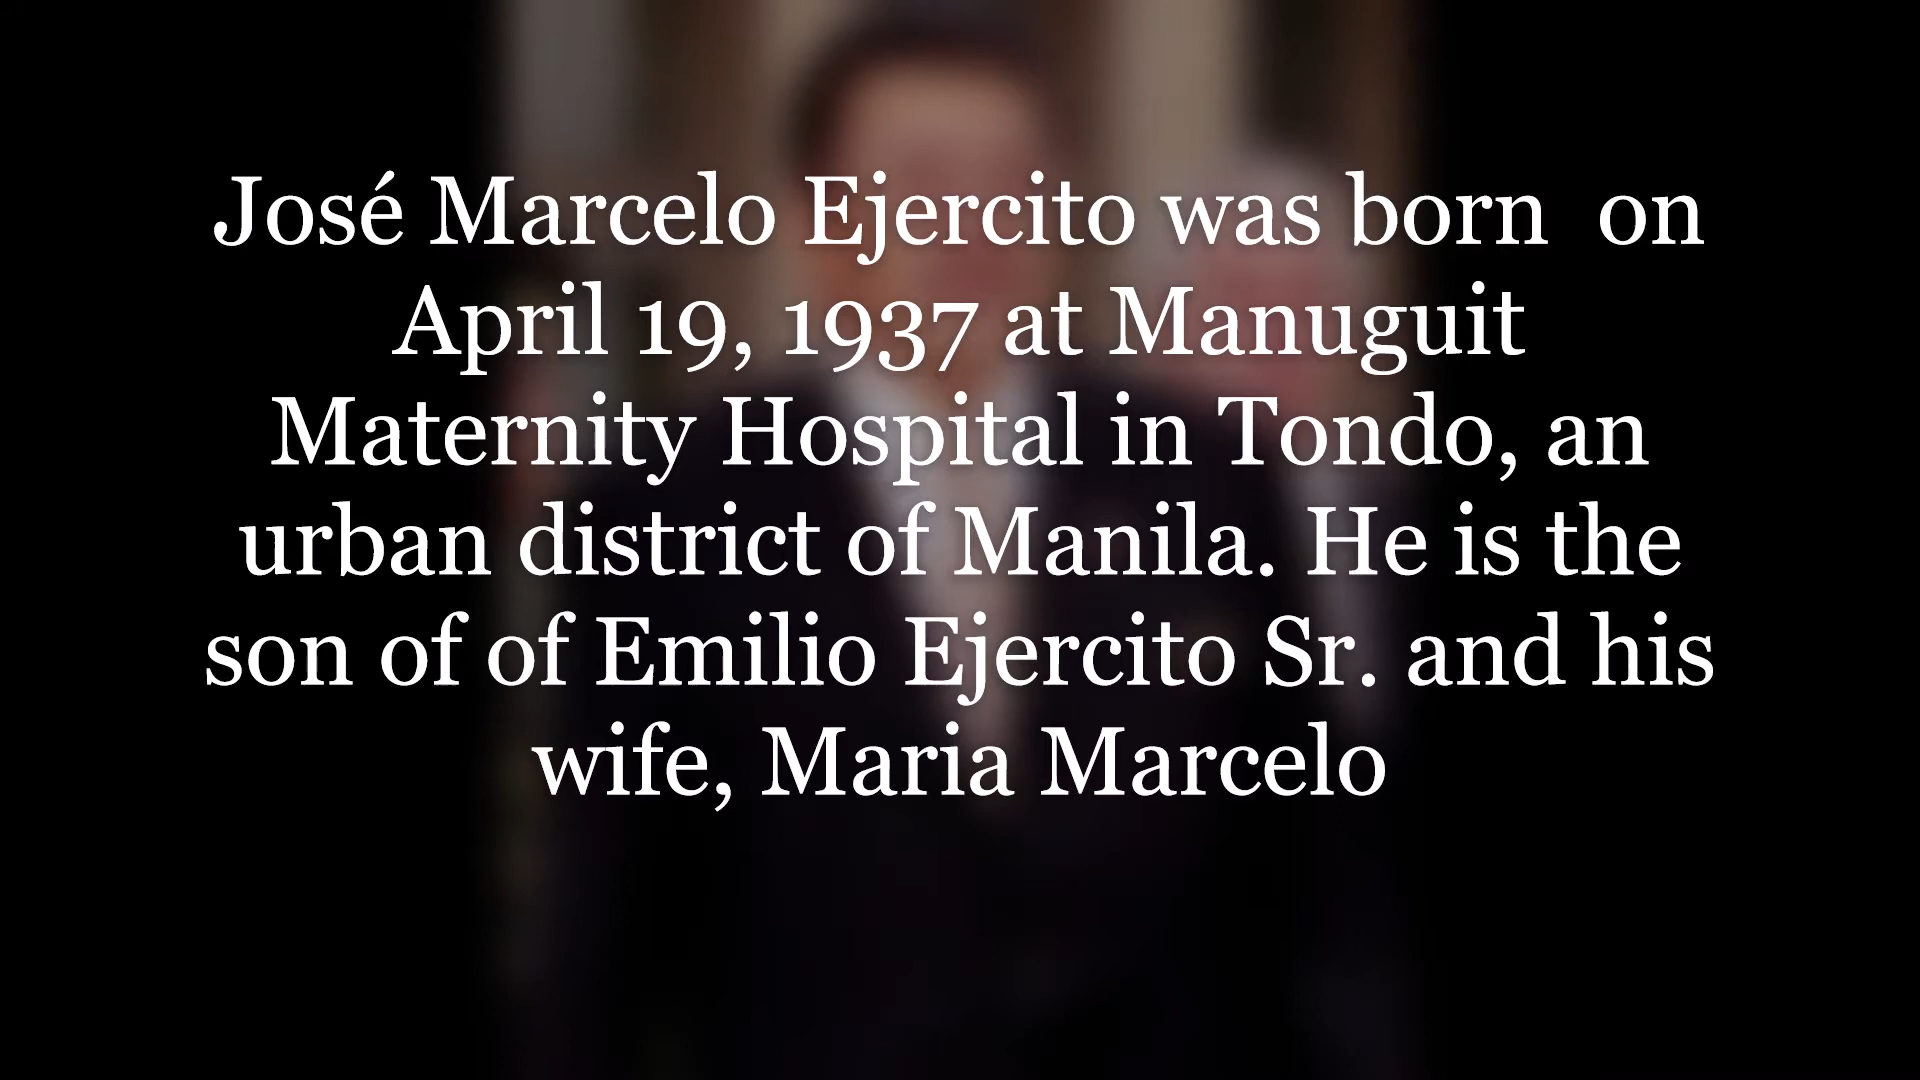 José Marcelo Ejercito was born  on
April 19, 1937 at Manuguit
Maternity Hospital in Tondo, an
urban district of Manila. He is the
son of of Emilio Ejercito Sr. and his
wife, Maria Marcelo